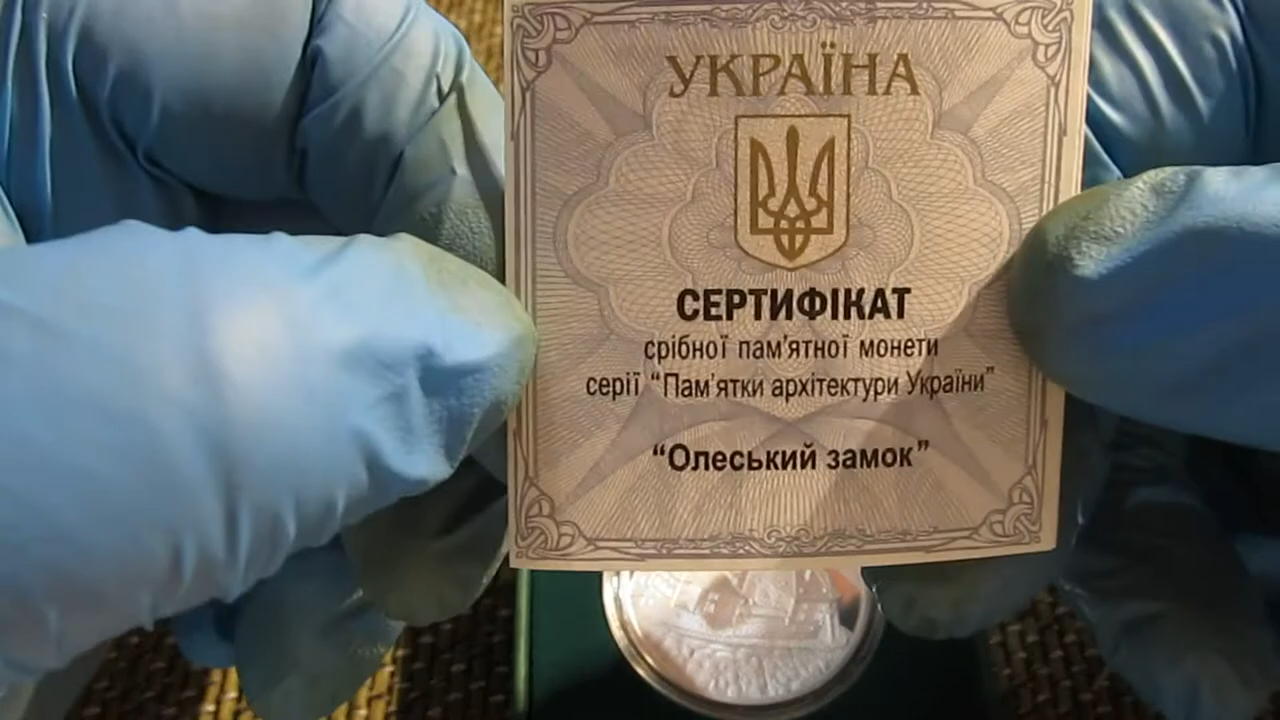 УКРАЇНА
СЕРТИФІКАТ
срібної пам'ятної монети
серії “Пам'ятки архітектури України”
“Олеський замок”